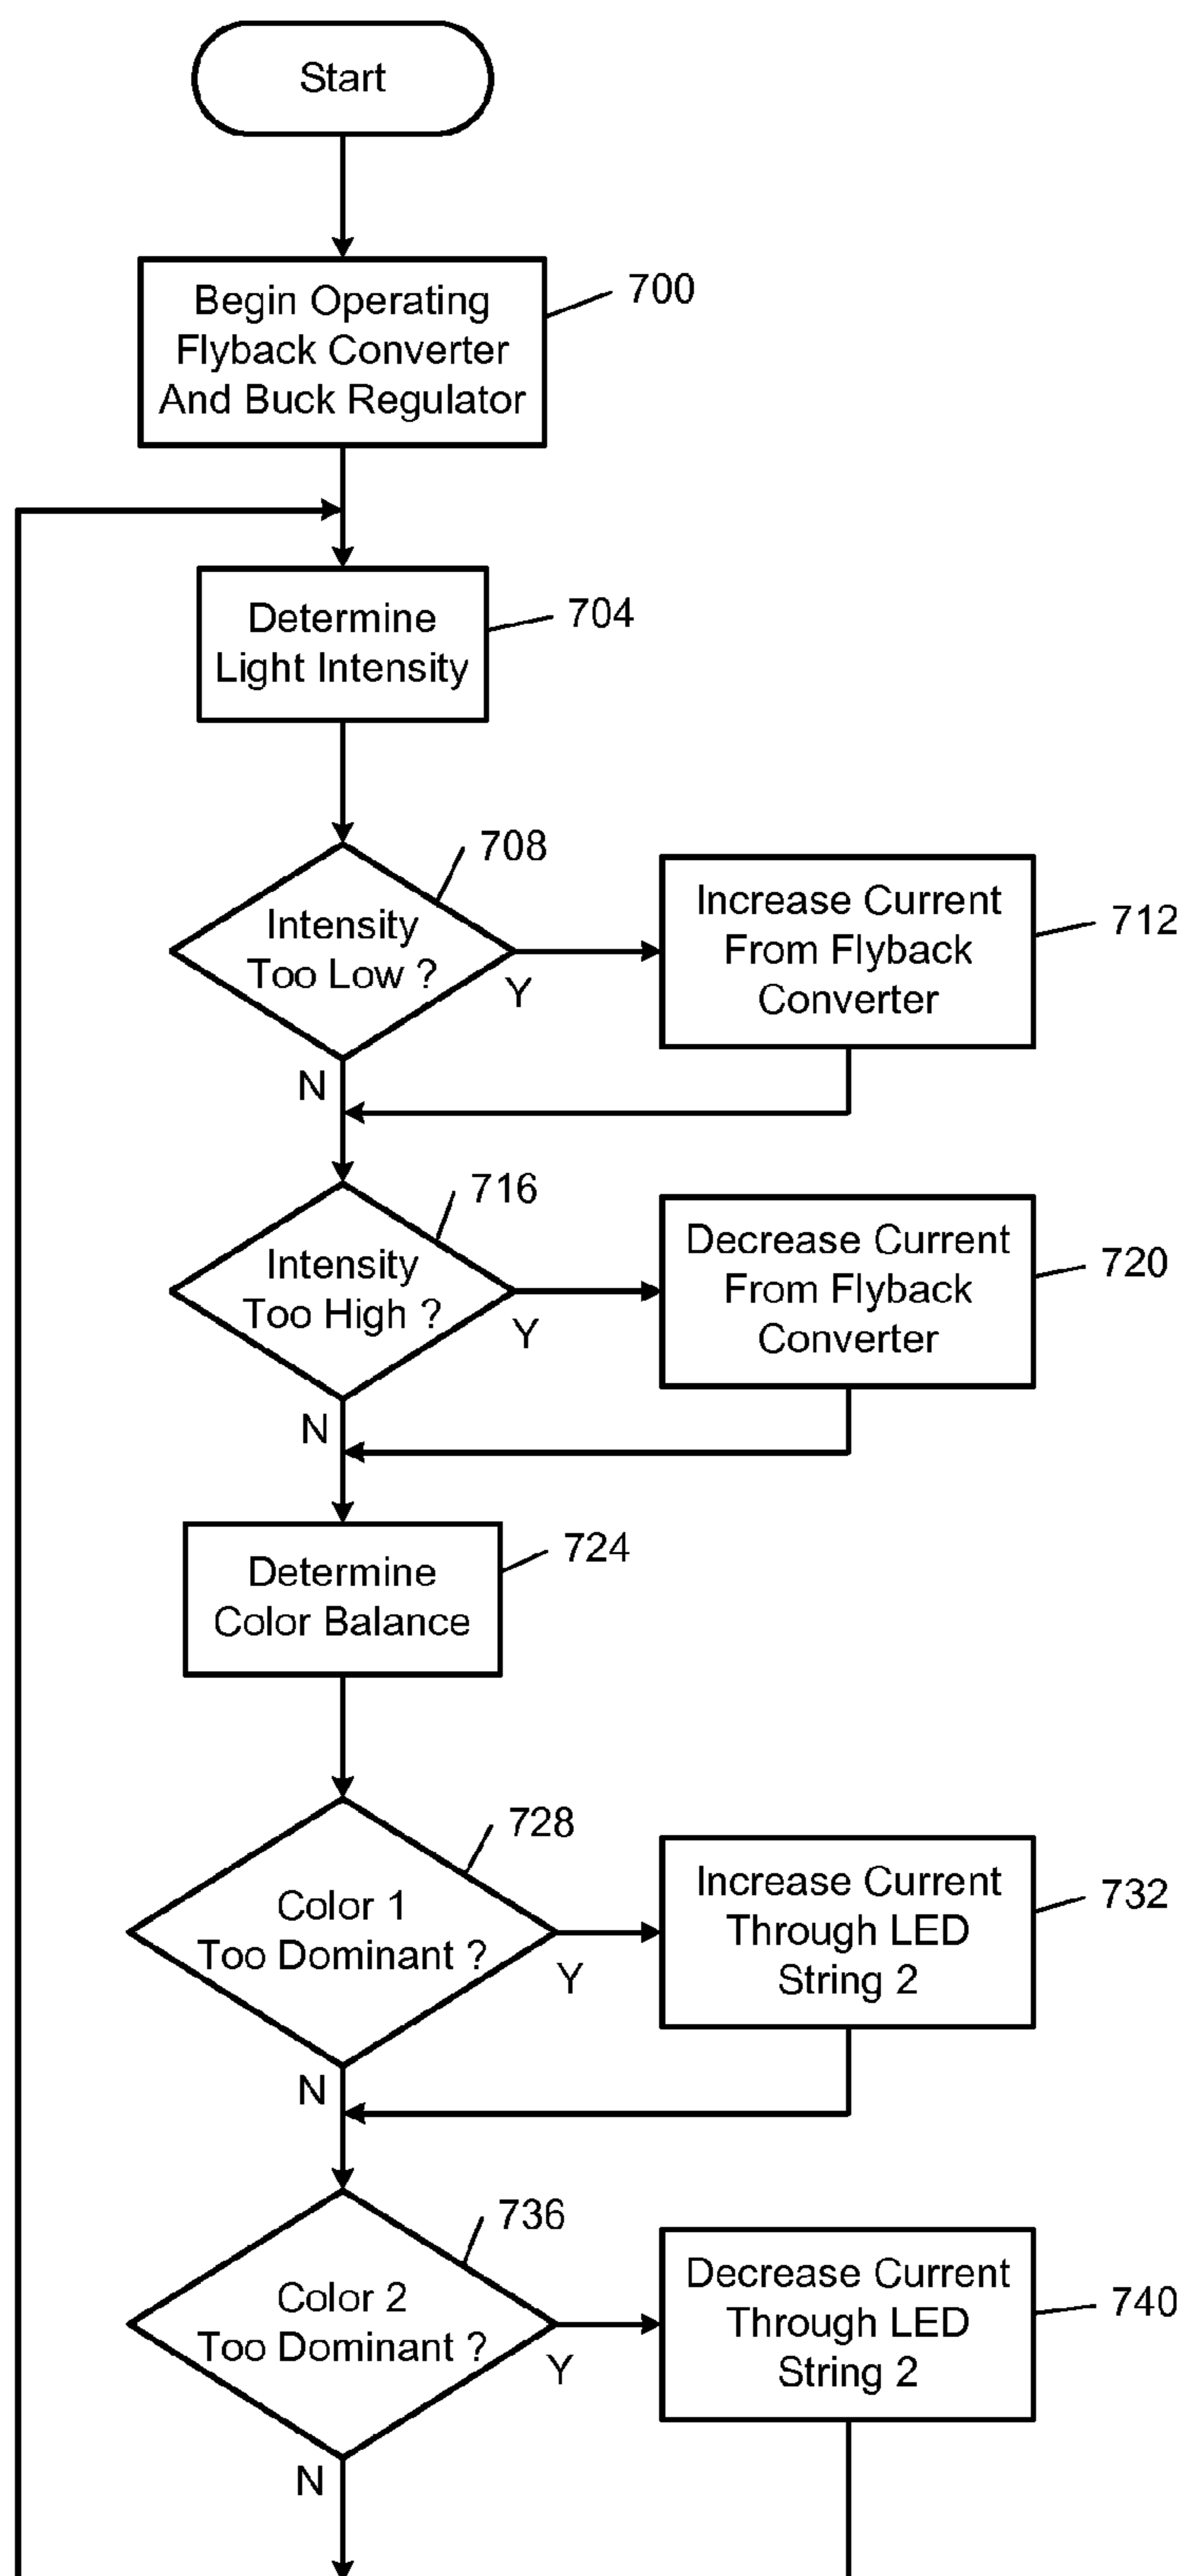 Start
Begin Operating
Flyback Converter
And Buck Regulator
700
Determine
Light Intensity
704
Intensity
Too Low ?
708
Y
N
Increase Current
From Flyback
Converter
712
Intensity
Too High ?
716
Y
N
Decrease Current
From Flyback
Converter
720
Determine
Color Balance
724
Color 1
Too Dominant ?
728
Y
N
Increase Current
Through LED
String 2
732
Color 2
Too Dominant ?
736
Y
N
Decrease Current
Through LED
String 2
740